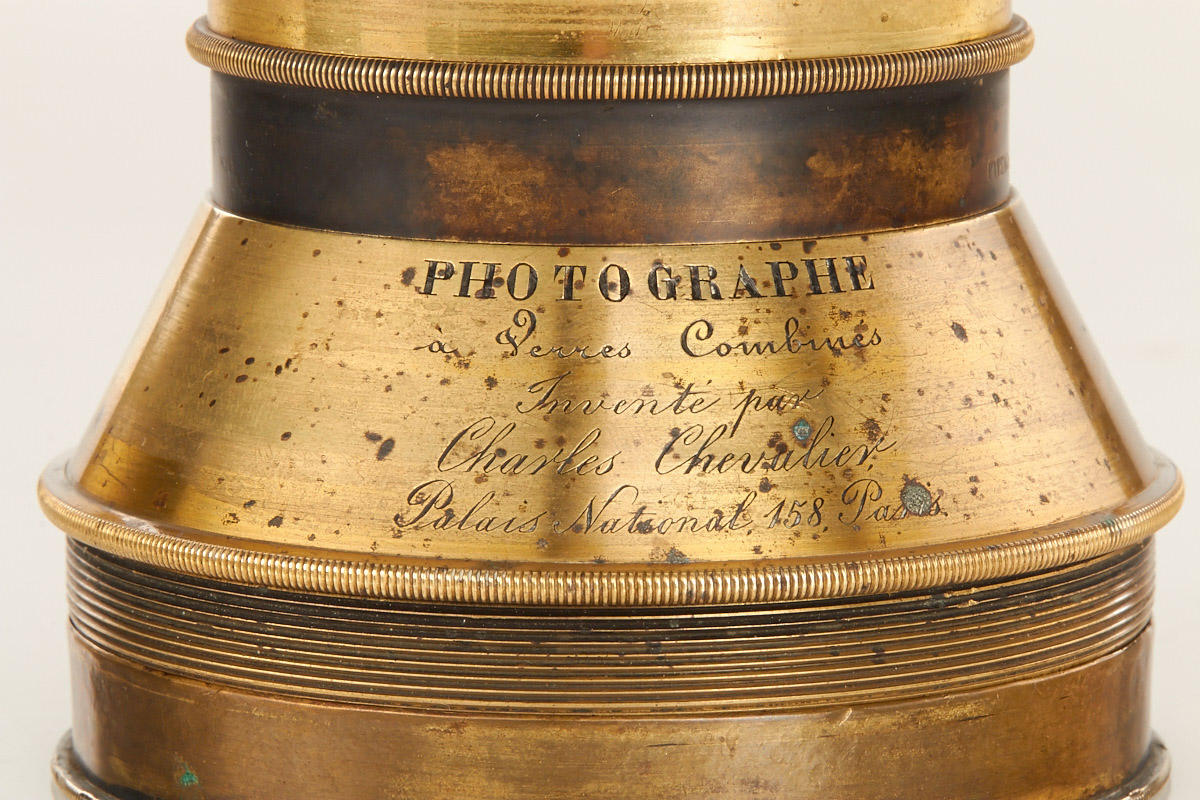 PHOTOGRAPHE
à Verres Combinés
Inventé par
Charles Chevalier,
Palais National, 158, Paris